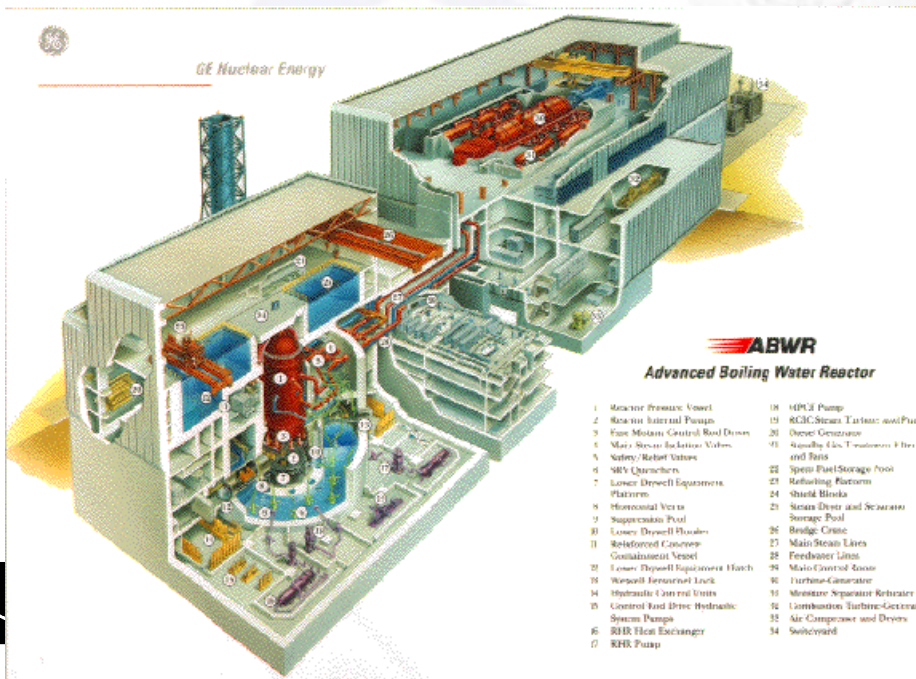 GE Nuclear Energy
ABWR
Advanced Boiling Water Reactor
1 Reactor Pressure Vessel
2 Reactor Internal Pumps
3 Fine Motion Control Rod Drives
4 Main Steam Isolation Valves
5 Safety/Relief Valves
6 SRV Quenchers
7 Lower Drywell Equipment
Platform
8 Horizontal Vents
9 Suppression Pool
10 Lower Drywell Flooder
11 Reinforced Concrete
Containment Vessel
12 Lower Drywell Equipment Hatch
13 Wetwell Personnel Lock
14 Hydraulic Control Units
15 Control Rod Drive Hydraulic
System Pumps
16 RHR Heat Exchanger
17 RHR Pump
18 HPCF Pump
19 RCIC Steam Turbine and
20 Diesel Generator
21 Standby Gas Treatment
and Fans
22 Spent Fuel Storage Pool
23 Refueling Platform
24 Shield Blocks
25 Steam Dryer and
Storage Pool
26 Bridge Crane
27 Main Steam Lines
28 Feedwater Lines
29 Main Control Room
30 Turbine-Generator
31 Moisture Separator Reheater
32 Combustion
33 Air Compressor and Dryers
34 Switchyard